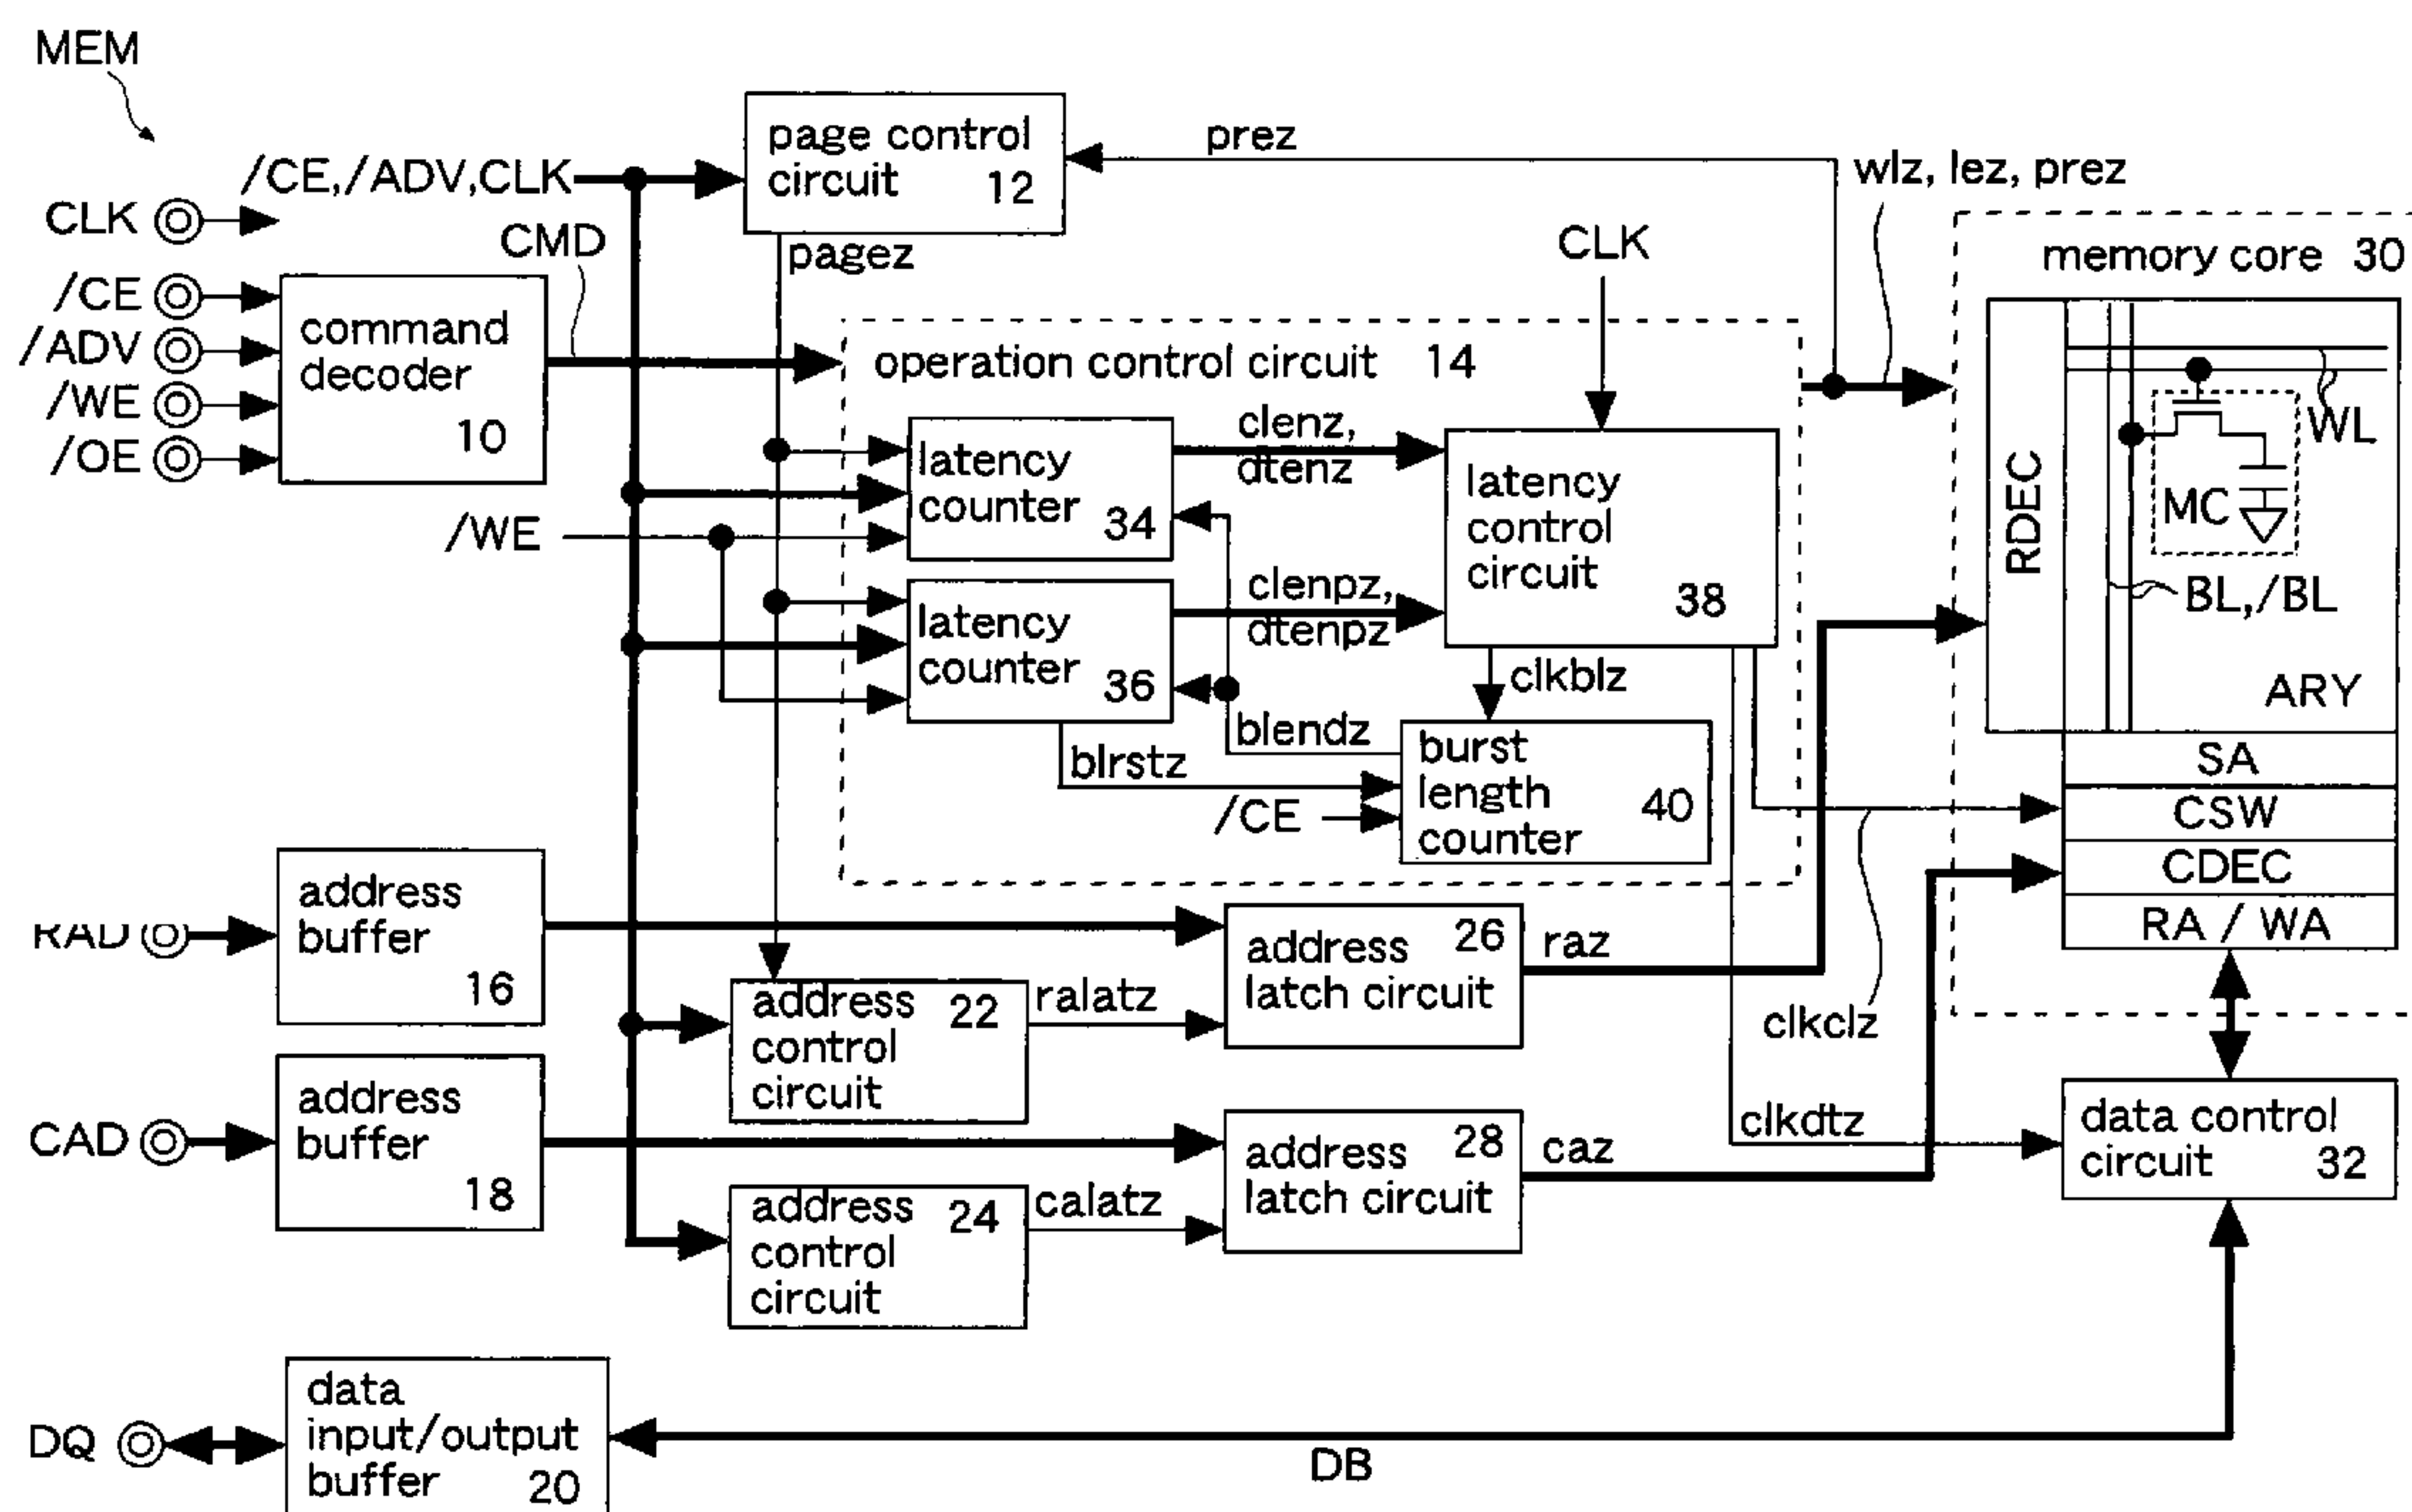 MEM
/CE,/ADV,CLK
CLK
/CE
/ADV
/WE
/OE
command
decoder
10
CMD
page control
circuit 12
prez
pagez
wlz, lez, prez
CLK
operation control circuit 14
/WE
latency
counter 34
clenz,
dtenz
latency
counter 36
clenpz,
dtenpz
latency
control
circuit
38
clkblz
blendz
blrstz
/CE
burst
length 40
counter
memory core 30
RDEC
WL
MC
BL,/BL
ARY
SA
CSW
CDEC
RA / WA
RAD
address
buffer
16
address 26
latch circuit
raz
address 22
control
circuit
ralatz
clkclz
CAD
address
buffer
18
address 28
latch circuit
caz
clkdtz
address 24
control
circuit
calatz
data control
circuit 32
DQ
data
input/output
buffer 20
DB